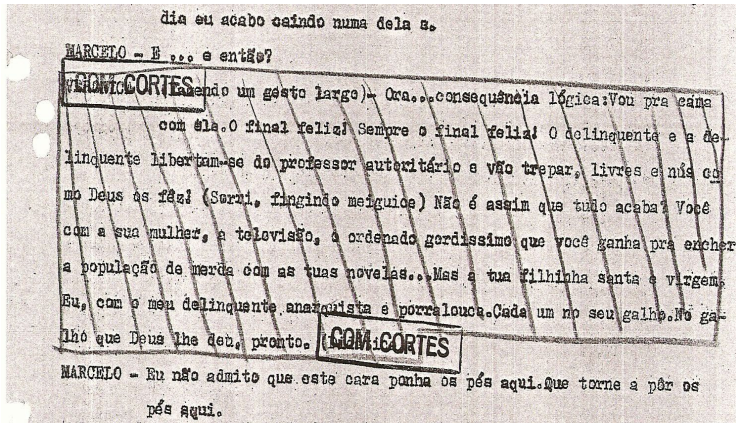 dia eu acabo caindo numa dela s.
MARCELO - E ... e então?
COM CORTES
um gesto largo)- Ora...consequência lógica:Vou pra cama
com ela.O final feliz! Sempre o final feliz! O delinquente e a de-
linquente libertam-se do professor autoritário e vão trepar, livres e nús co
mo Deus os fêz! (Sorri, fingindo meiguice) Não é assim que tudo acaba? Você
com a sua mulher, a televisão, o ordenado gordissimo que você ganha pra encher
a população de merda com as tuas novelas...Mas a tua filhinha santa e virgem.
Eu, com o meu delinquente anarquista e porralouca.Cada um no seu galho.No ga-
lho que Deus lhe deu, pronto.
COM CORTES
MARCELO - Eu não admito que este cara ponha os pés aqui.Que torne a pôr os
pés aqui.